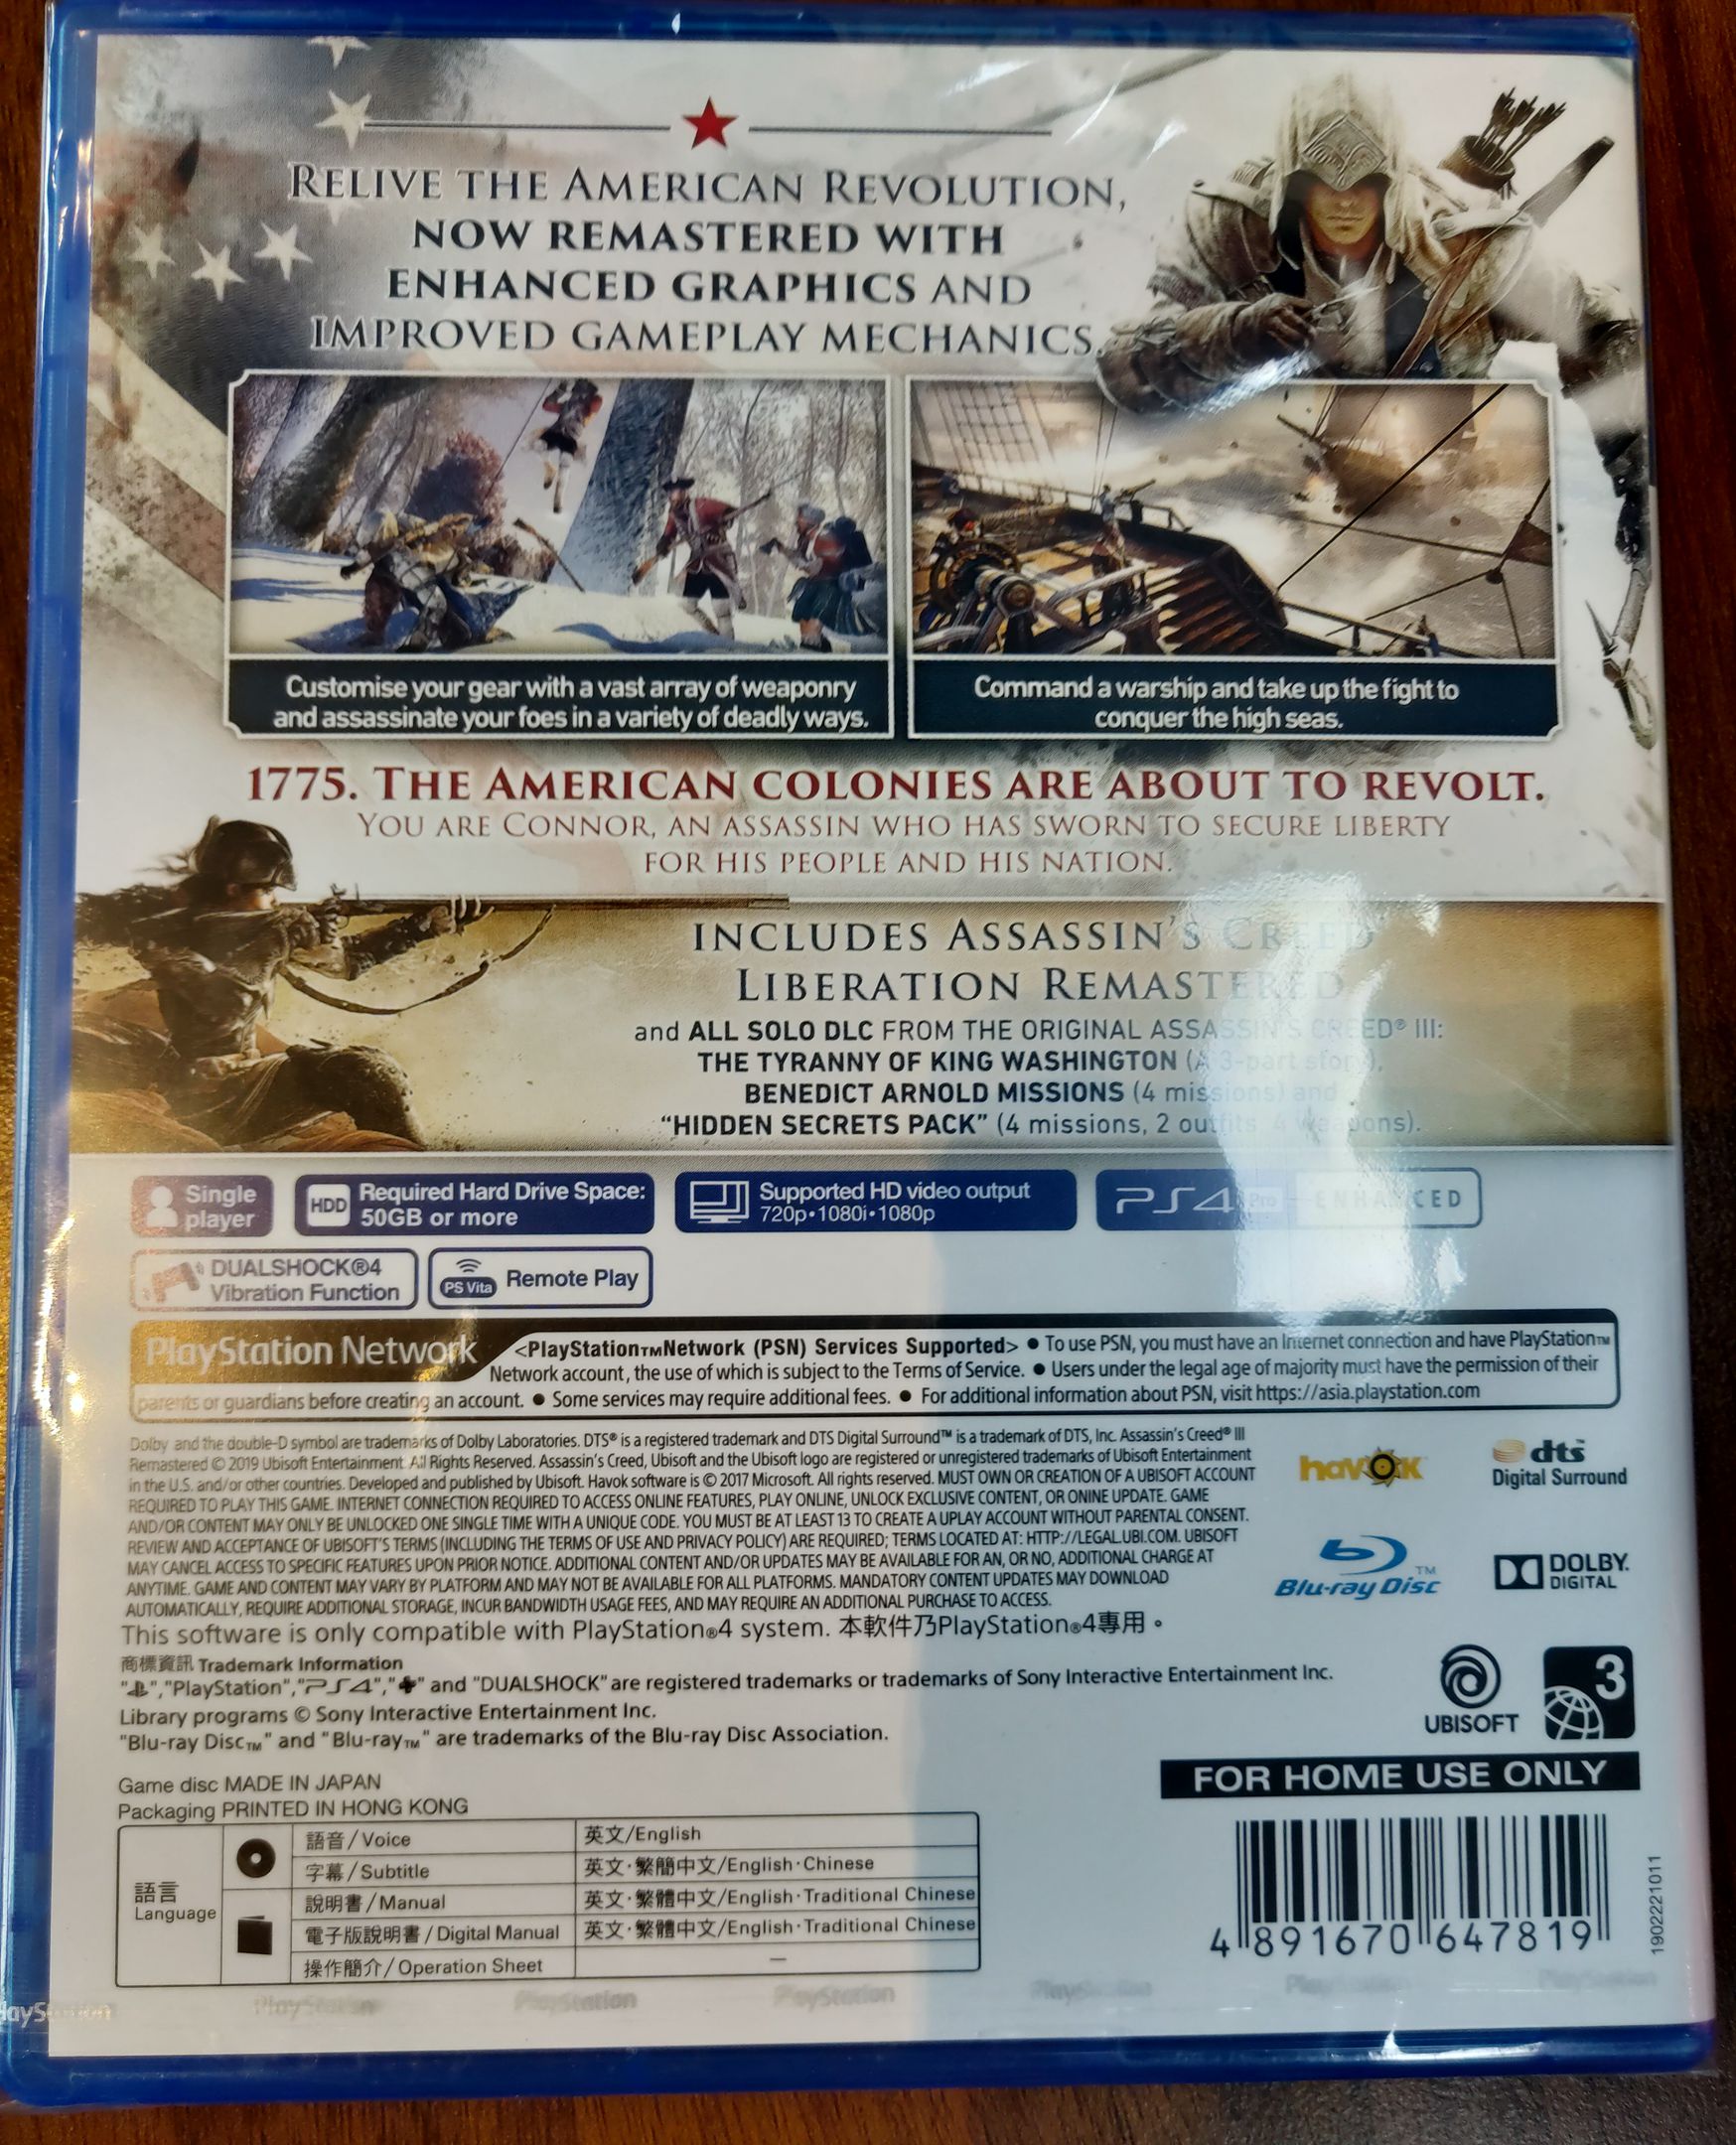 RELIVE THE AMERICAN REVOLUTION,
NOW REMASTERED WITH
ENHANCED GRAPHICS AND
IMPROVED GAMEPLAY MECHANICS.
Customise your gear with a vast array of weaponry
and assassinate your foes in a variety of deadly ways.
Command a warship and take up the fight to
conquer the high seas.
1775. THE AMERICAN COLONIES ARE ABOUT TO REVOLT.
YOU ARE CONNOR, AN ASSASSIN WHO HAS SWORN TO SECURE LIBERTY
FOR HIS PEOPLE AND HIS NATION.
INCLUDES ASSASSIN'S CREED
LIBERATION REMASTERED
and ALL SOLO DLC FROM THE ORIGINAL ASSASSIN'S CREED® III:
THE TYRANNY OF KING WASHINGTON (A 3-part story),
BENEDICT ARNOLD MISSIONS (4 missions) and
"HIDDEN SECRETS PACK" (4 missions, 2 outfits, 4 weapons).
Single
player
HDD
Required Hard Drive Space:
50GB or more
Supported HD video output
720p•1080i•1080p
PS4 Pro ENHANCED
DUALSHOCK®4
Vibration Function
PS Vita
Remote Play
PlayStation Network
<PlayStation™Network (PSN) Services Supported> ● To use PSN, you must have an Internet connection and have PlayStation™
Network account, the use of which is subject to the Terms of Service. ● Users under the legal age of majority must have the permission of their
parents or guardians before creating an account. ● Some services may require additional fees. ● For additional information about PSN, visit https://asia.playstation.com
Dolby and the double-D symbol are trademarks of Dolby Laboratories. DTS® is a registered trademark and DTS Digital Surround™ is a trademark of DTS, Inc. Assassin's Creed® III
Remastered © 2019 Ubisoft Entertainment. All Rights Reserved. Assassin's Creed, Ubisoft and the Ubisoft logo are registered or unregistered trademarks of Ubisoft Entertainment
in the U.S. and/or other countries. Developed and published by Ubisoft. Havok software is © 2017 Microsoft. All rights reserved. MUST OWN OR CREATION OF A UBISOFT ACCOUNT
REQUIRED TO PLAY THIS GAME. INTERNET CONNECTION REQUIRED TO ACCESS ONLINE FEATURES, PLAY ONLINE, UNLOCK EXCLUSIVE CONTENT, OR ONINE UPDATE. GAME
AND/OR CONTENT MAY ONLY BE UNLOCKED ONE SINGLE TIME WITH A UNIQUE CODE. YOU MUST BE AT LEAST 13 TO CREATE A UPLAY ACCOUNT WITHOUT PARENTAL CONSENT.
REVIEW AND ACCEPTANCE OF UBISOFT'S TERMS (INCLUDING THE TERMS OF USE AND PRIVACY POLICY) ARE REQUIRED; TERMS LOCATED AT: HTTP://LEGAL.UBI.COM. UBISOFT
MAY CANCEL ACCESS TO SPECIFIC FEATURES UPON PRIOR NOTICE. ADDITIONAL CONTENT AND/OR UPDATES MAY BE AVAILABLE FOR AN, OR NO, ADDITIONAL CHARGE AT
ANYTIME. GAME AND CONTENT MAY VARY BY PLATFORM AND MAY NOT BE AVAILABLE FOR ALL PLATFORMS. MANDATORY CONTENT UPDATES MAY DOWNLOAD
AUTOMATICALLY, REQUIRE ADDITIONAL STORAGE, INCUR BANDWIDTH USAGE FEES, AND MAY REQUIRE AN ADDITIONAL PURCHASE TO ACCESS.
havok
dts
Digital Surround
Blu-ray Disc™
DOLBY.
DIGITAL
This software is only compatible with PlayStation®4 system. 本軟件乃PlayStation®4專用。
商標資訊 Trademark Information
"","PlayStation","PS4","" and "DUALSHOCK" are registered trademarks or trademarks of Sony Interactive Entertainment Inc.
Library programs © Sony Interactive Entertainment Inc.
"Blu-ray Disc™" and "Blu-ray™" are trademarks of the Blu-ray Disc Association.
UBISOFT
3
FOR HOME USE ONLY
Game disc MADE IN JAPAN
Packaging PRINTED IN HONG KONG
語言
Language
語音/Voice 英文/English
字幕/Subtitle 英文·繁簡中文/English·Chinese
說明書/Manual 英文·繁體中文/English·Traditional Chinese
電子版說明書/Digital Manual 英文·繁體中文/English·Traditional Chinese
操作簡介/Operation Sheet —
4 891670 647819
1902221011
PlayStation PlayStation PlayStation PlayStation PlayStation PlayStation